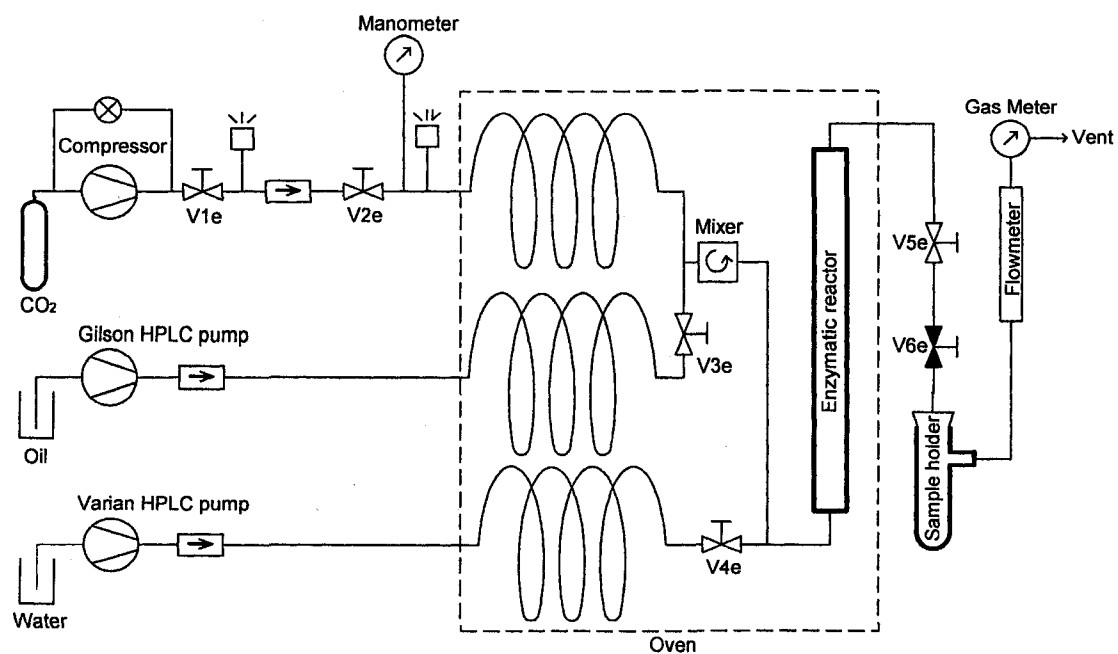 Manometer
Compressor
Gas Meter
Vent
V1e
V2e
Mixer
V5e
Flowmeter
CO₂
Gilson HPLC pump
V3e
Enzymatic reactor
V6e
Oil
Sample holder
Varian HPLC pump
V4e
Water
Oven